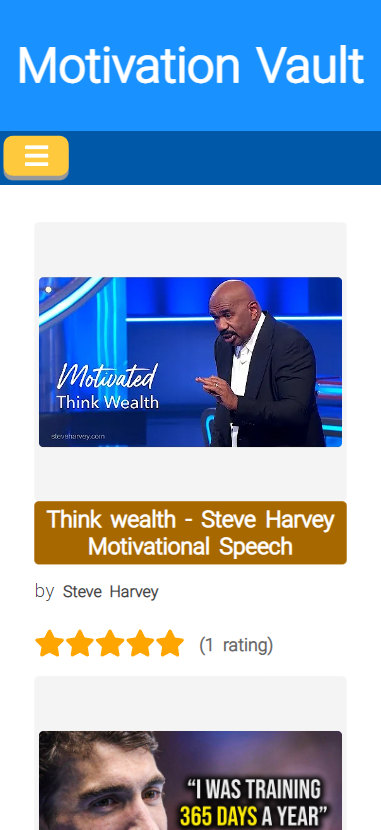 Motivation Vault
Motivated
Think Wealth
steveharvey.com
Think wealth - Steve Harvey
Motivational Speech
by Steve Harvey
(1 rating)
“I WAS TRAINING
365 DAYS A YEAR”